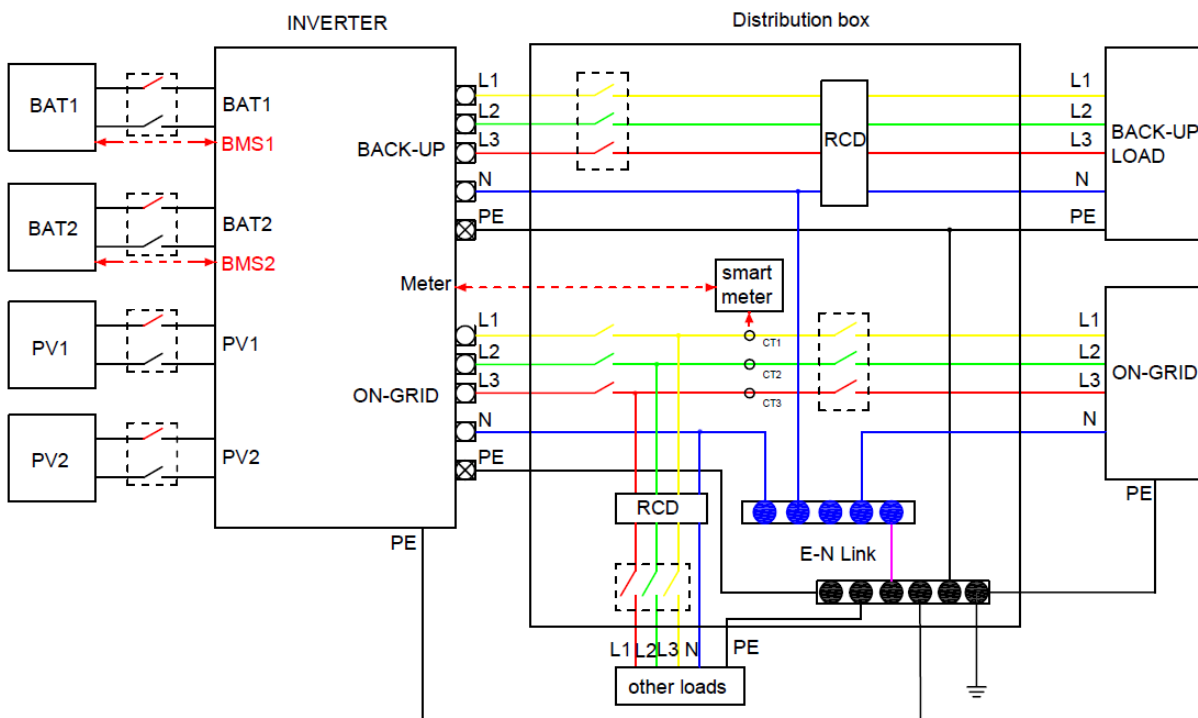 INVERTER
Distribution box
BAT1
BAT1
BMS1
BAT2
BAT2
BMS2
PV1
PV1
PV2
PV2
BACK-UP
L1
L2
L3
N
PE
Meter
ON-GRID
L1
L2
L3
N
PE
PE
RCD
smart
meter
CT1
CT2
CT3
RCD
E-N Link
L1
L2
L3
N
PE
other loads
L1
L2
L3
N
PE
BACK-UP
LOAD
L1
L2
L3
N
ON-GRID
PE